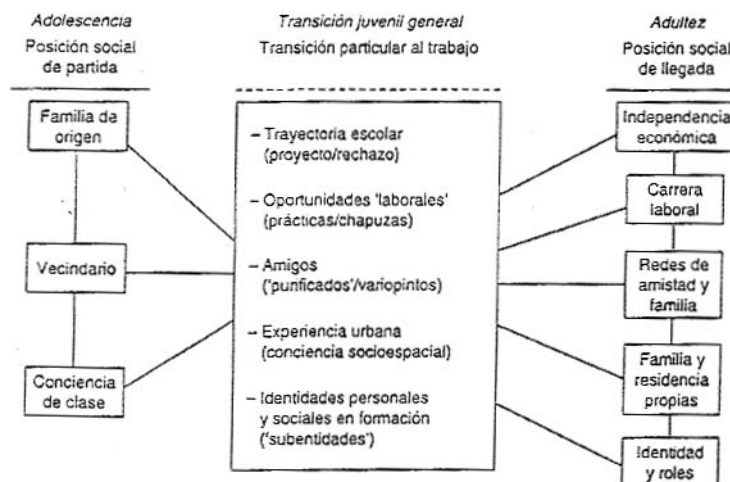 Adolescencia
Posición social
de partida
Familia de
origen
Vecindario
Conciencia
de clase
Transición juvenil general
Transición particular al trabajo
– Trayectoria escolar
(proyecto/rechazo)
– Oportunidades 'laborales'
(prácticas/chapuzas)
– Amigos
('purificados'/variopintos)
– Experiencia urbana
(conciencia socioespacial)
– Identidades personales
y sociales en formación
('subentidades')
Adultez
Posición social
de llegada
Independencia
económica
Carrera
laboral
Redes de
amistad y
familia
Familia y
residencia
propias
Identidad
y roles